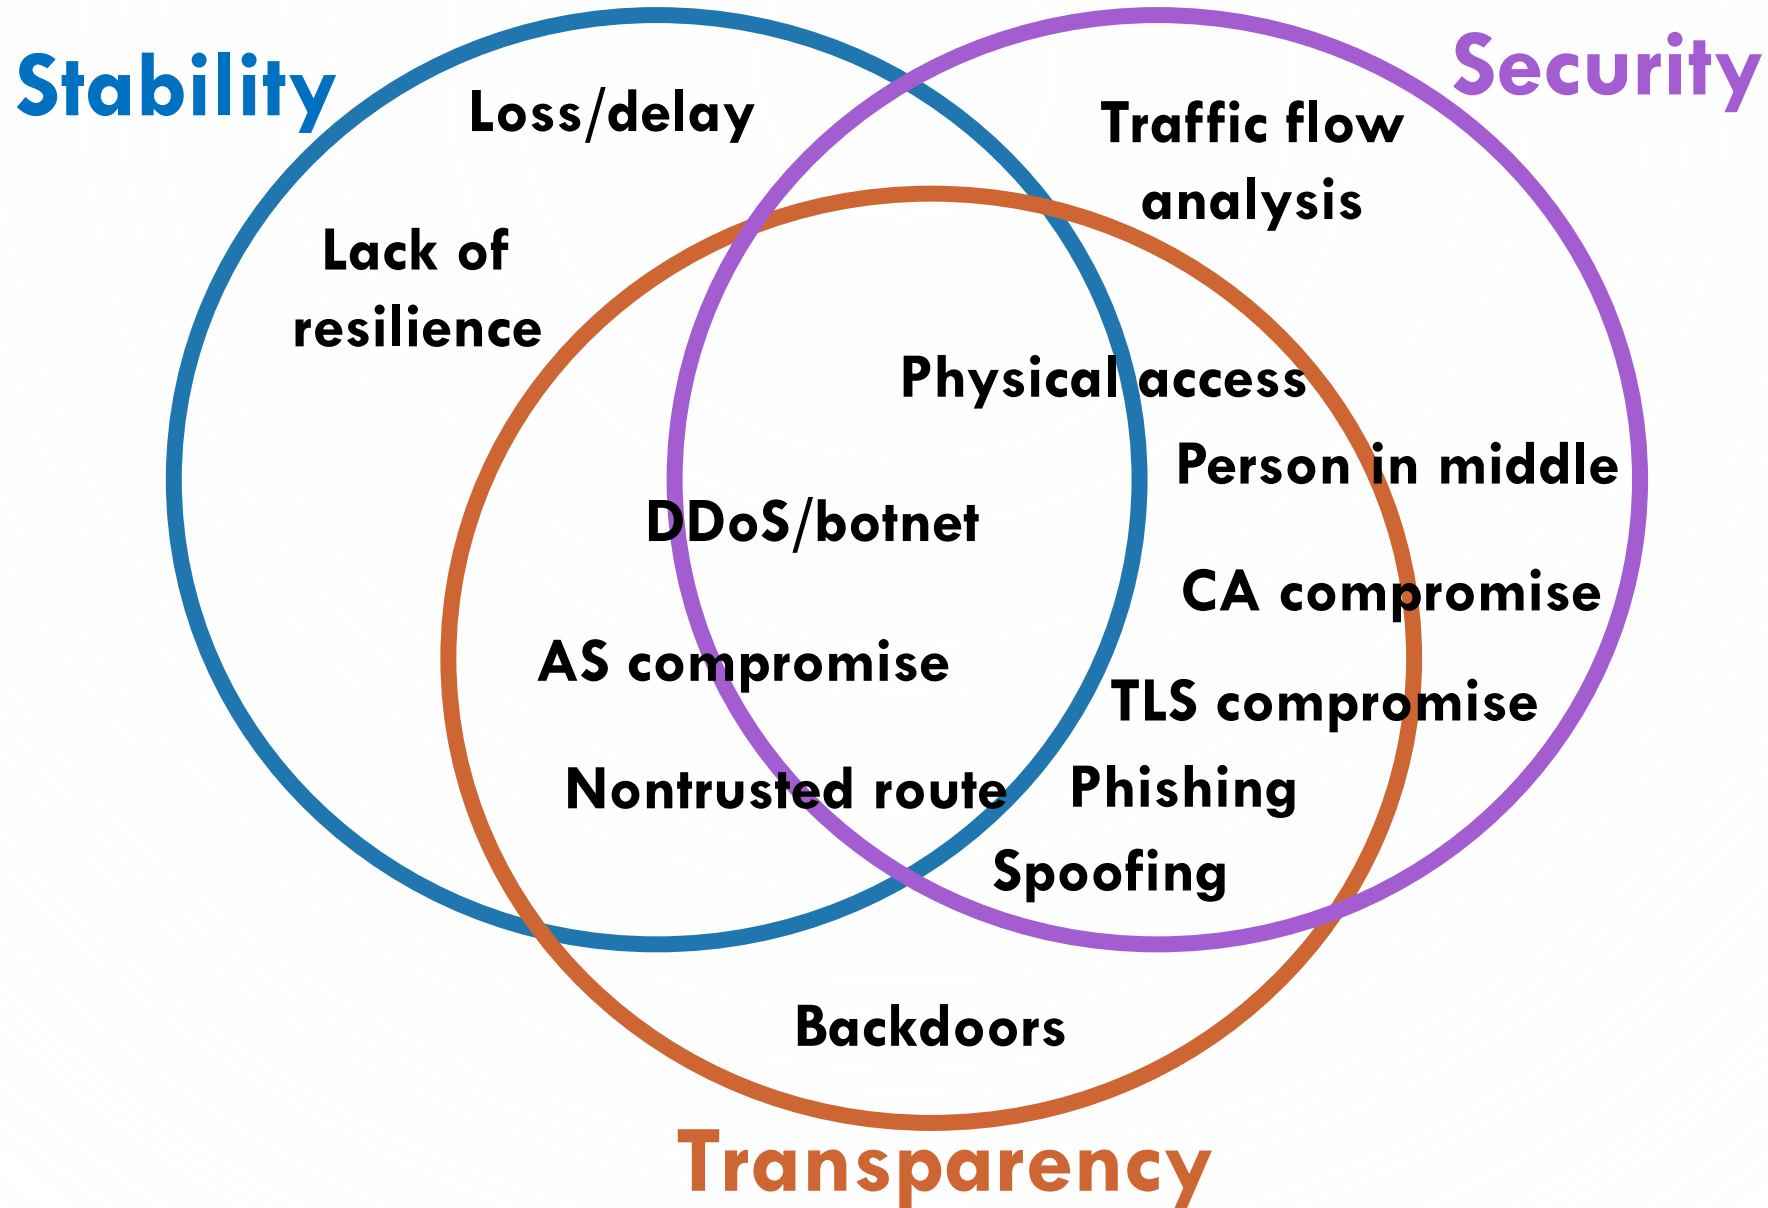 Stability
Security
Loss/delay
Traffic flow
analysis
Lack of
resilience
Physical access
Person in middle
DDoS/botnet
CA compromise
AS compromise
TLS compromise
Nontrusted route
Phishing
Spoofing
Backdoors
Transparency